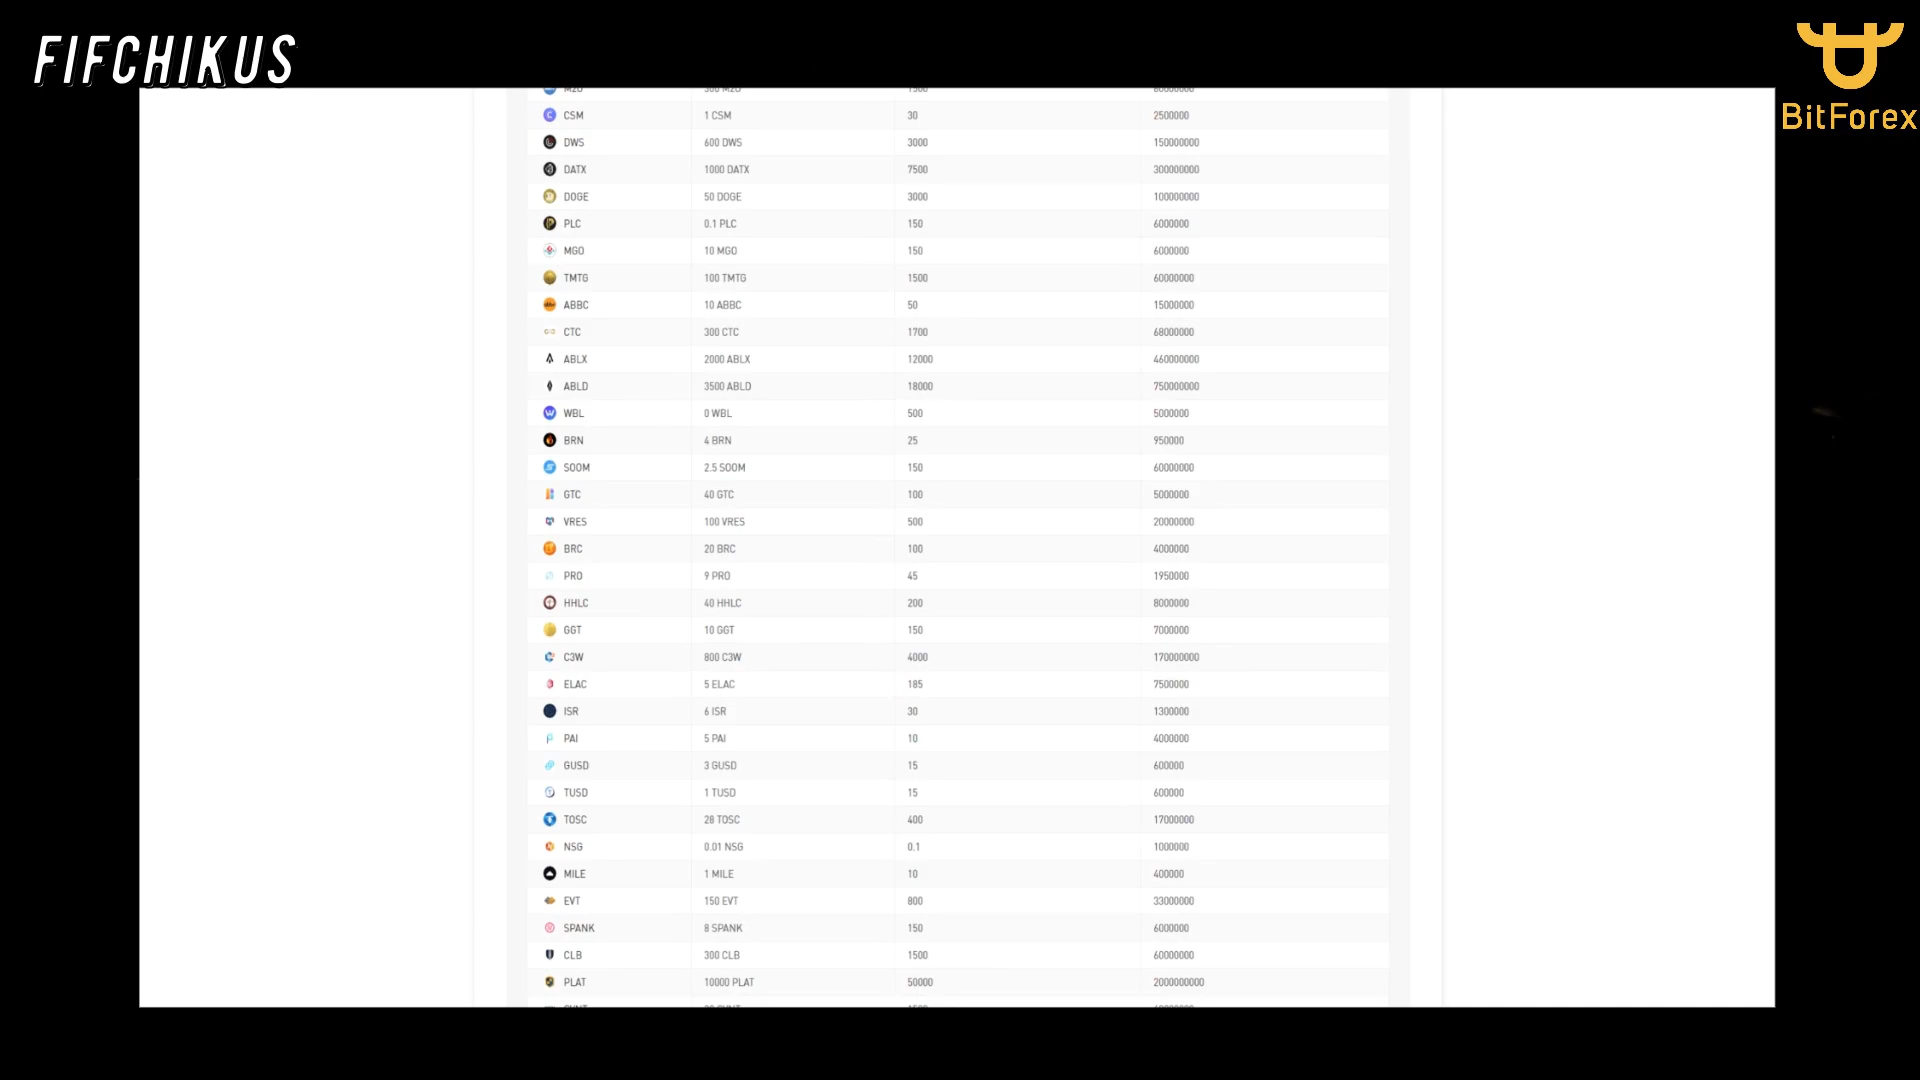 FIFCHIKUS
BitForex
M2O 300 M2O 1500 60000000
CSM 1 CSM 30 2500000
DWS 600 DWS 3000 150000000
DATX 1000 DATX 7500 300000000
DOGE 50 DOGE 3000 100000000
PLC 0.1 PLC 150 6000000
MGO 10 MGO 150 6000000
TMTG 100 TMTG 1500 60000000
ABBC 10 ABBC 50 15000000
CTC 300 CTC 1700 68000000
ABLX 2000 ABLX 12000 460000000
ABLD 3500 ABLD 18000 750000000
WBL 0 WBL 500 5000000
BRN 4 BRN 25 950000
SOOM 2.5 SOOM 150 60000000
GTC 40 GTC 100 5000000
VRES 100 VRES 500 20000000
BRC 20 BRC 100 4000000
PRO 9 PRO 45 1950000
HHLC 40 HHLC 200 8000000
GGT 10 GGT 150 7000000
C3W 800 C3W 4000 170000000
ELAC 5 ELAC 185 7500000
ISR 6 ISR 30 1300000
PAI 5 PAI 10 4000000
GUSD 3 GUSD 15 600000
TUSD 1 TUSD 15 600000
TOSC 28 TOSC 400 17000000
NSG 0.01 NSG 0.1 1000000
MILE 1 MILE 10 400000
EVT 150 EVT 800 33000000
SPANK 8 SPANK 150 6000000
CLB 300 CLB 1500 60000000
PLAT 10000 PLAT 50000 2000000000